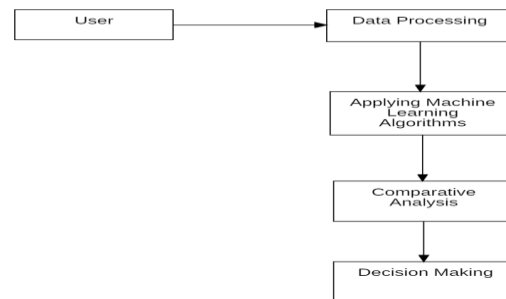 User
Data Processing
Applying Machine
Learning
Algorithms
Comparative
Analysis
Decision Making